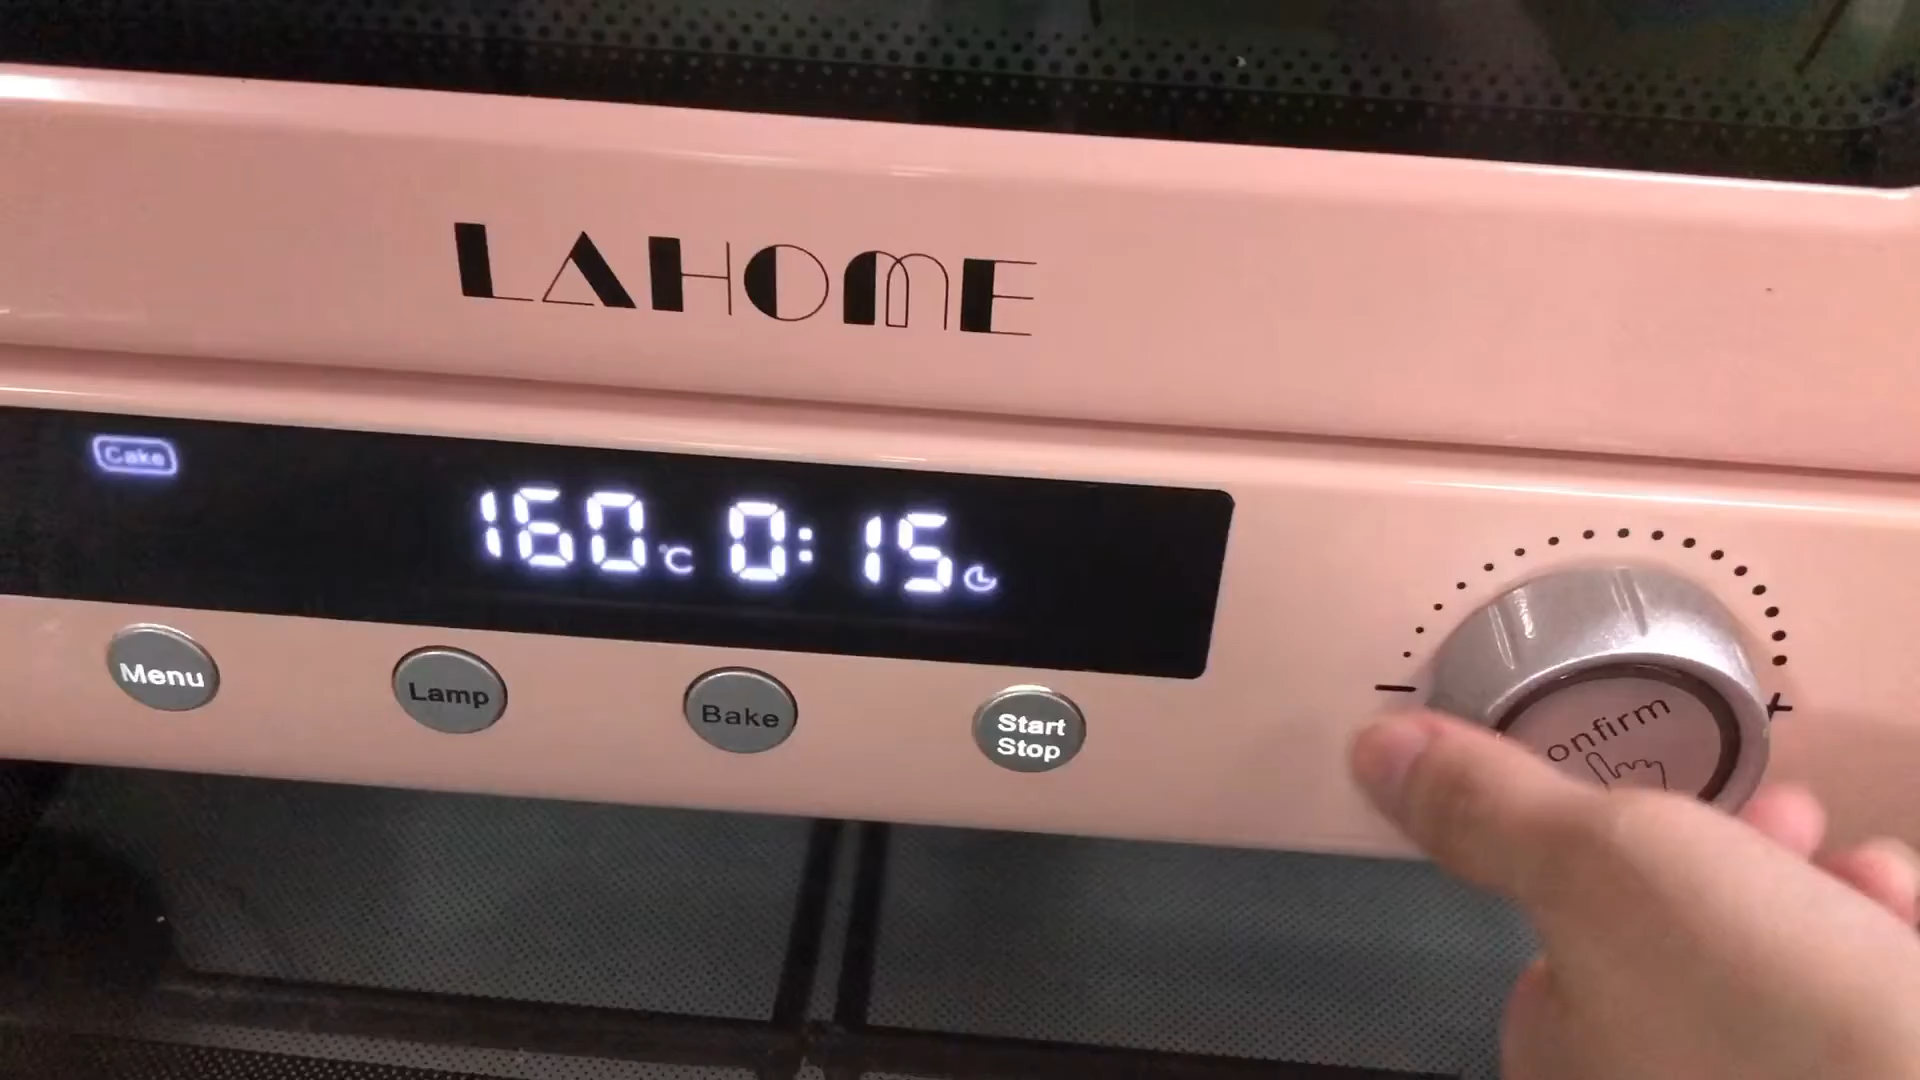 LAHOME
Cake
160°C 0:15
Menu
Lamp
Bake
Start
Stop
onfirm